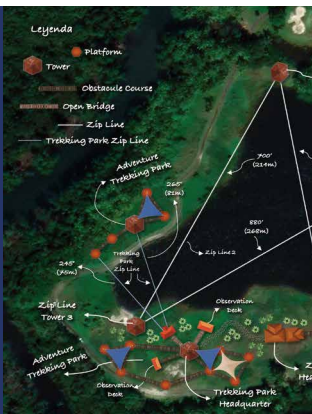 Leyenda
Platform
Tower
Obstacule Course
Open Bridge
Zip Line
Trekking Park Zip Line
Adventure
Trekking Park
265'
(81m)
700'
(214m)
880'
(268m)
Zip Line 2
Trekking
Park
Zip Line
245'
(75m)
Zip Line
Tower 3
Observation
Deck
Adventure
Trekking Park
Observation
Deck
Trekking Park
Headquarter